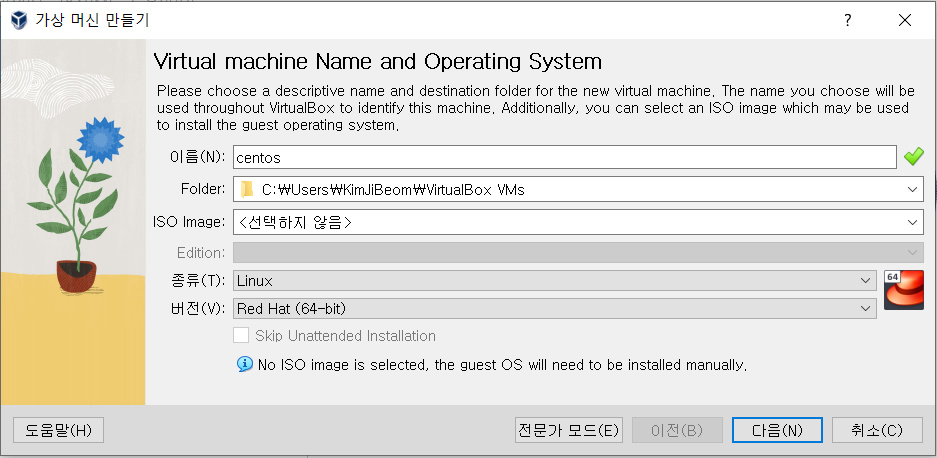 가상 머신 만들기
?
Virtual machine Name and Operating System
Please choose a descriptive name and destination folder for the new virtual machine. The name you choose will be
used throughout VirtualBox to identify this machine. Additionally, you can select an ISO image which may be used
to install the guest operating system.
이름(N): centos
Folder: C:₩Users₩KimJiBeom₩VirtualBox VMs
ISO Image: <선택하지 않음>
Edition:
종류(T): Linux
64
버전(V): Red Hat (64-bit)
Skip Unattended Installation
No ISO image is selected, the guest OS will need to be installed manually.
도움말(H) 전문가 모드(E) 이전(B) 다음(N) 취소(C)